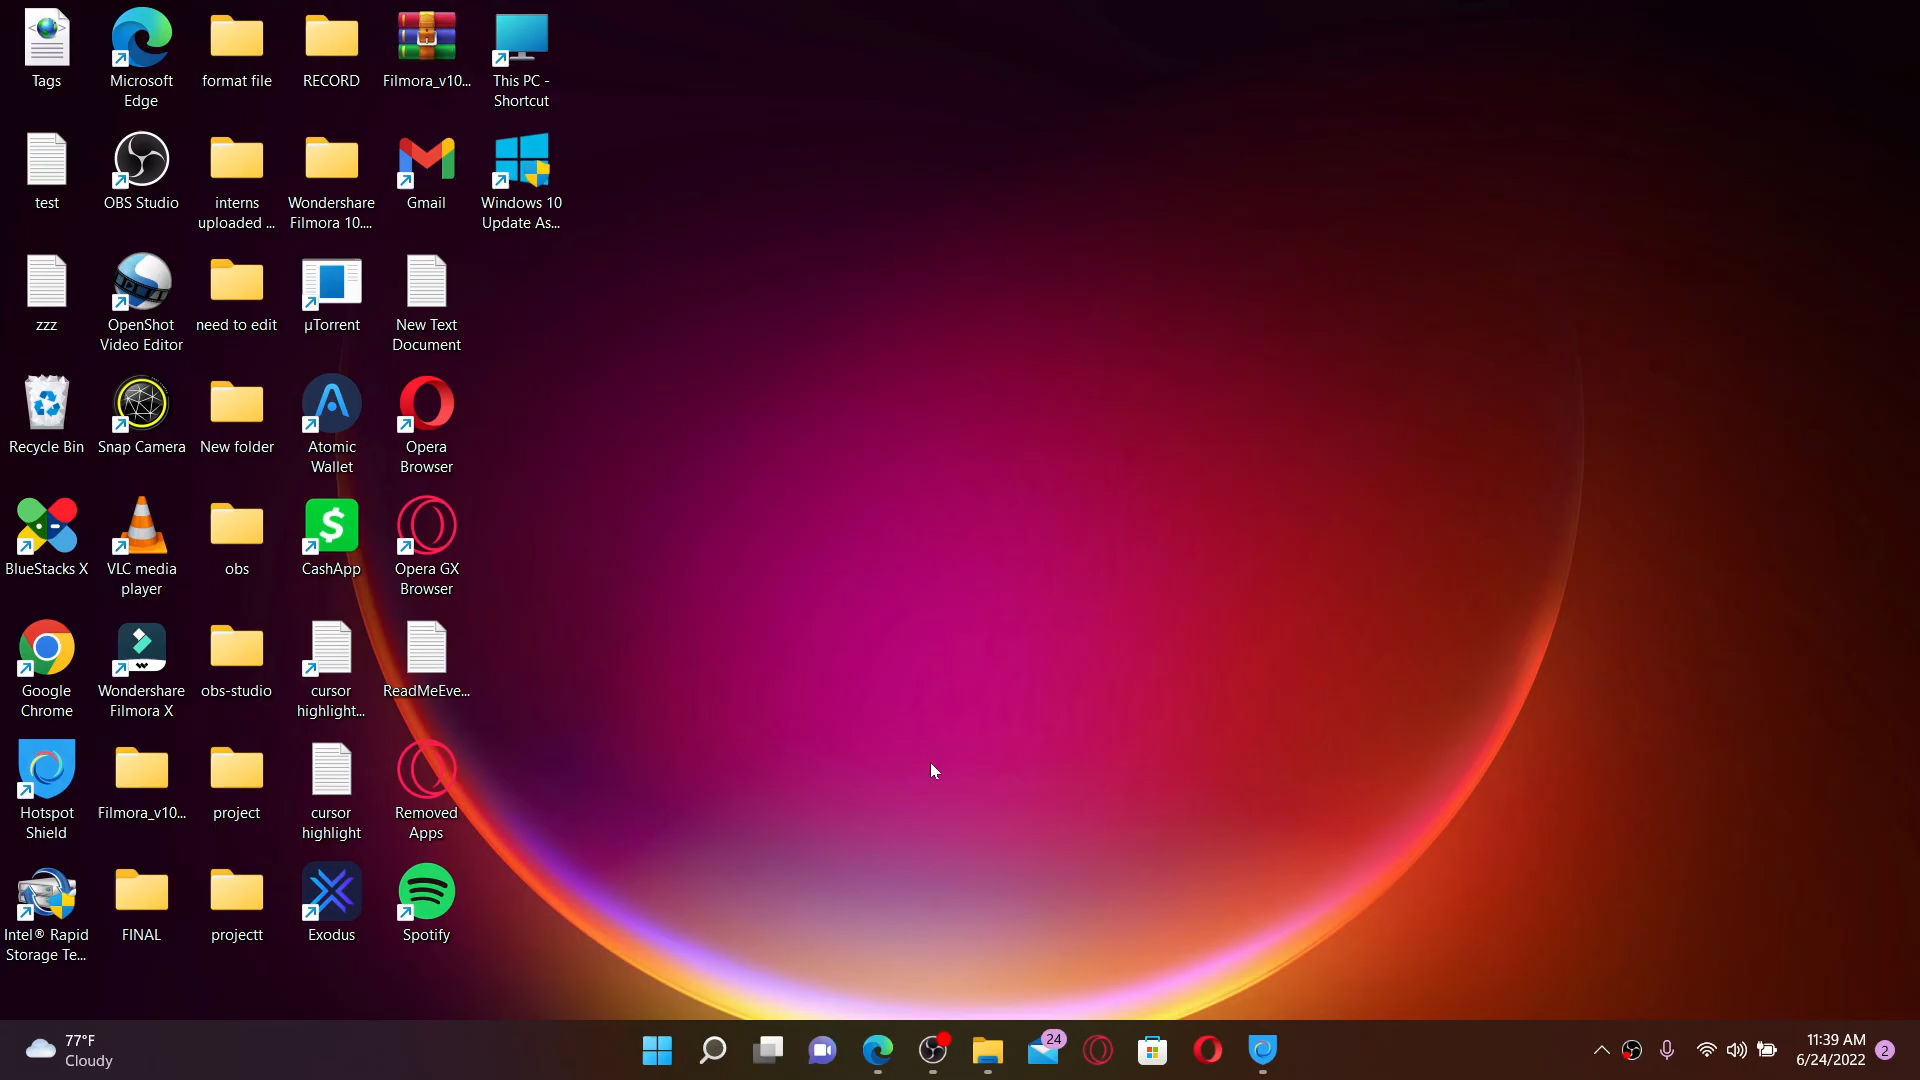 Tags
Microsoft
Edge
format file
RECORD
Filmora_v10...
This PC -
Shortcut
test
OBS Studio
interns
uploaded ...
Wondershare
Filmora 10....
Gmail
Windows 10
Update As...
zzz
OpenShot
Video Editor
need to edit
µTorrent
New Text
Document
Recycle Bin
Snap Camera
New folder
Atomic
Wallet
Opera
Browser
BlueStacks X
VLC media
player
obs
CashApp
Opera GX
Browser
Google
Chrome
Wondershare
Filmora X
obs-studio
cursor
highlight...
ReadMeEve...
Hotspot
Shield
Filmora_v10...
project
cursor
highlight
Removed
Apps
Intel® Rapid
Storage Te...
FINAL
projectt
Exodus
Spotify
77°F
Cloudy
24
11:39 AM
6/24/2022
2